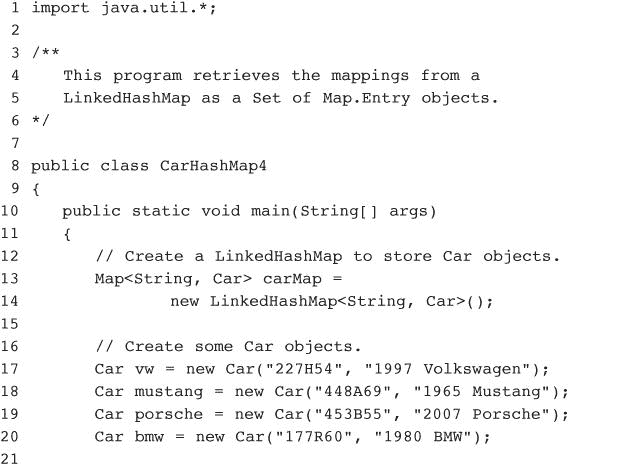 1 import java.util.*;
2
3 /**
4    This program retrieves the mappings from a
5    LinkedHashMap as a Set of Map.Entry objects.
6 */
7
8 public class CarHashMap4
9 {
10    public static void main(String[] args)
11    {
12       // Create a LinkedHashMap to store Car objects.
13       Map<String, Car> carMap =
14              new LinkedHashMap<String, Car>();
15
16       // Create some Car objects.
17       Car vw = new Car("227H54", "1997 Volkswagen");
18       Car mustang = new Car("448A69", "1965 Mustang");
19       Car porsche = new Car("453B55", "2007 Porsche");
20       Car bmw = new Car("177R60", "1980 BMW");
21